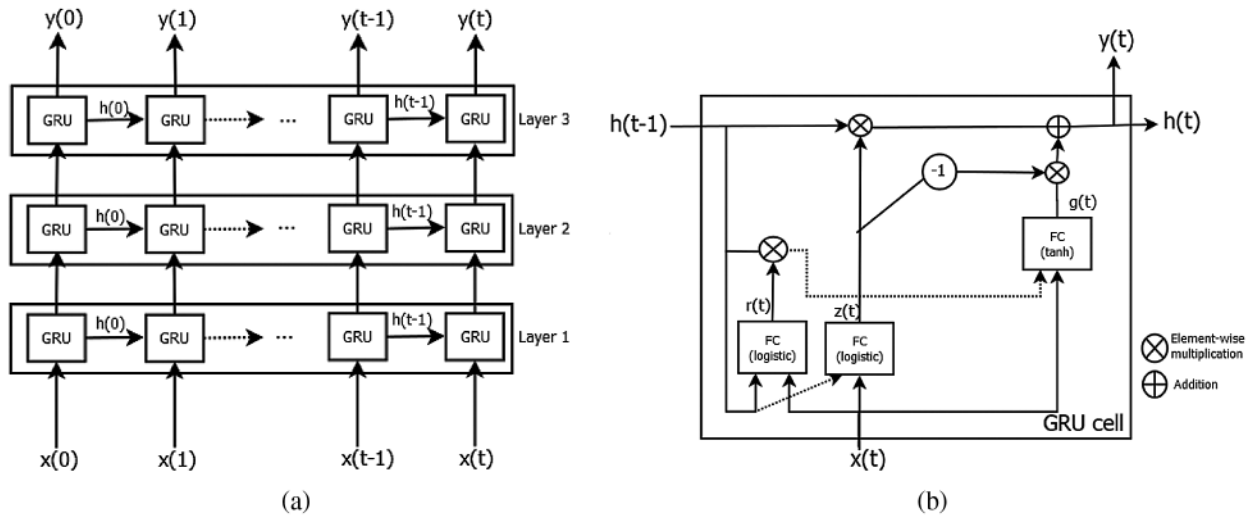 y(0) y(1) y(t-1) y(t)
GRU h(0) GRU ... GRU h(t-1) GRU Layer 3
GRU h(0) GRU ... GRU h(t-1) GRU Layer 2
GRU h(0) GRU ... GRU h(t-1) GRU Layer 1
x(0) x(1) x(t-1) x(t)
(a)
y(t)
h(t-1)
h(t)
-1
g(t)
FC
(tanh)
r(t)
z(t)
FC
(logistic)
FC
(logistic)
Element-wise
multiplication
Addition
GRU cell
x(t)
(b)